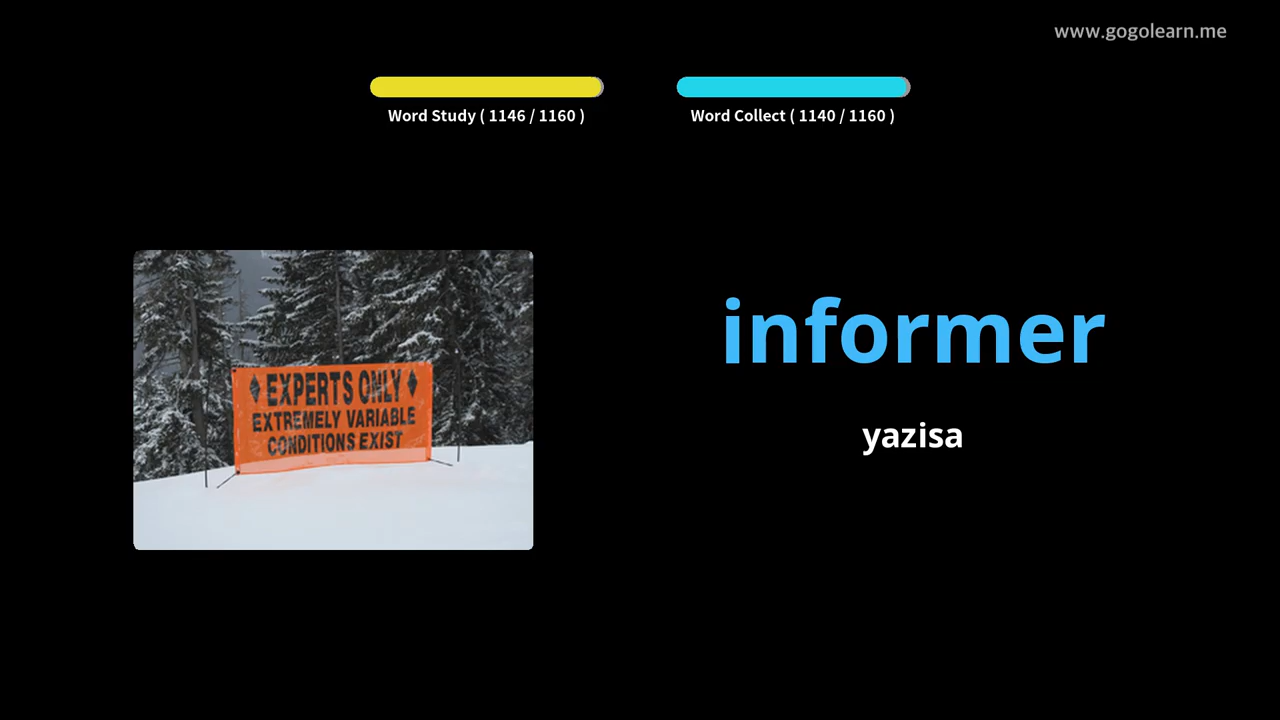 www.gogolearn.me
Word Study ( 1146 / 1160 )
Word Collect ( 1140 / 1160 )
EXPERTS ONLY
EXTREMELY VARIABLE
CONDITIONS EXIST
informer
yazisa